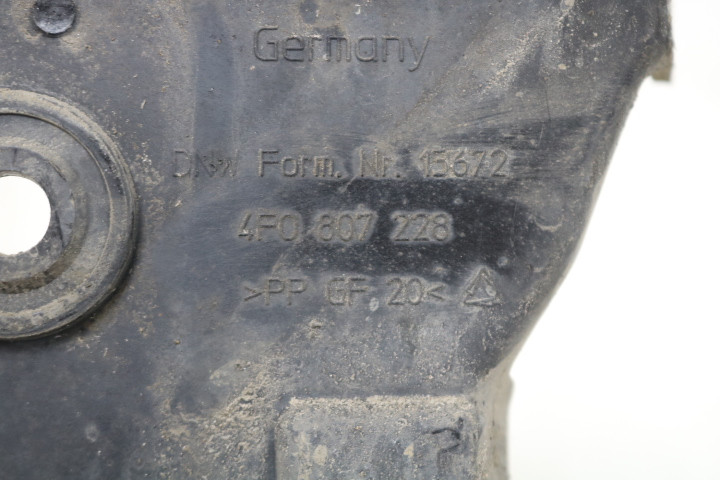 Germany
DNW Form. Nr. 15672
4F0 807 228
>PP GF 20<